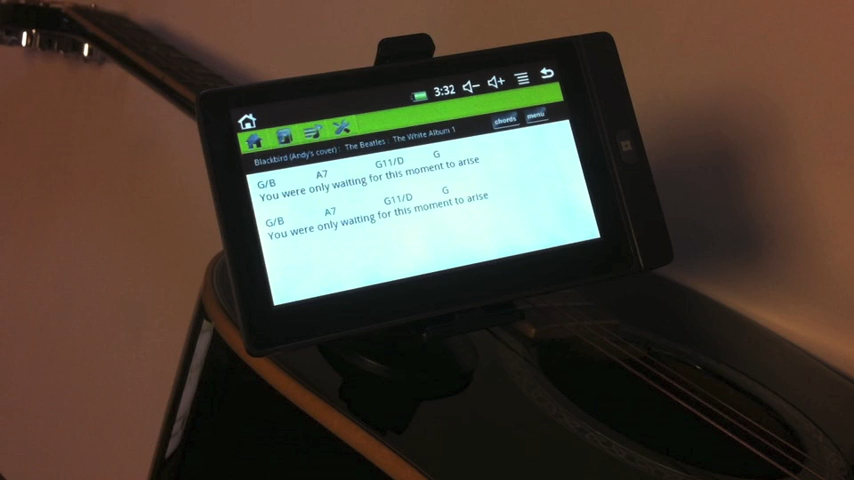 3:32
Blackbird (Andy's cover) : The Beatles : The White Album 1
chords menu
G/B A7 G11/D G
You were only waiting for this moment to arise
G/B A7 G11/D G
You were only waiting for this moment to arise